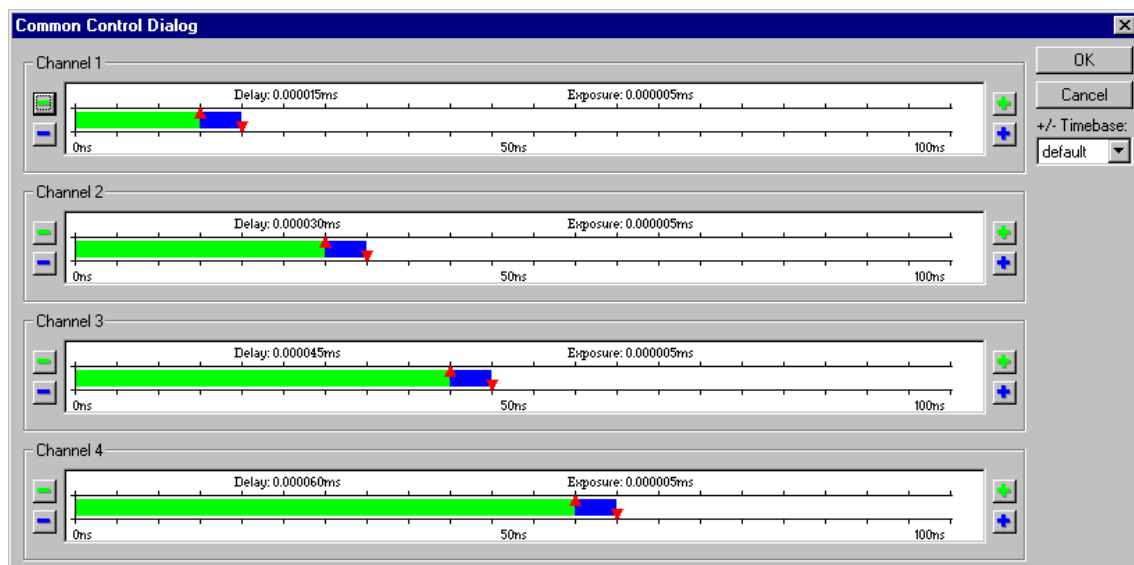 Common Control Dialog
Channel 1
Delay: 0.000015ms Exposure: 0.000005ms
0ns 50ns 100ns
OK
Cancel
+/- Timebase:
default
Channel 2
Delay: 0.000030ms Exposure: 0.000005ms
0ns 50ns 100ns
Channel 3
Delay: 0.000045ms Exposure: 0.000005ms
0ns 50ns 100ns
Channel 4
Delay: 0.000060ms Exposure: 0.000005ms
0ns 50ns 100ns